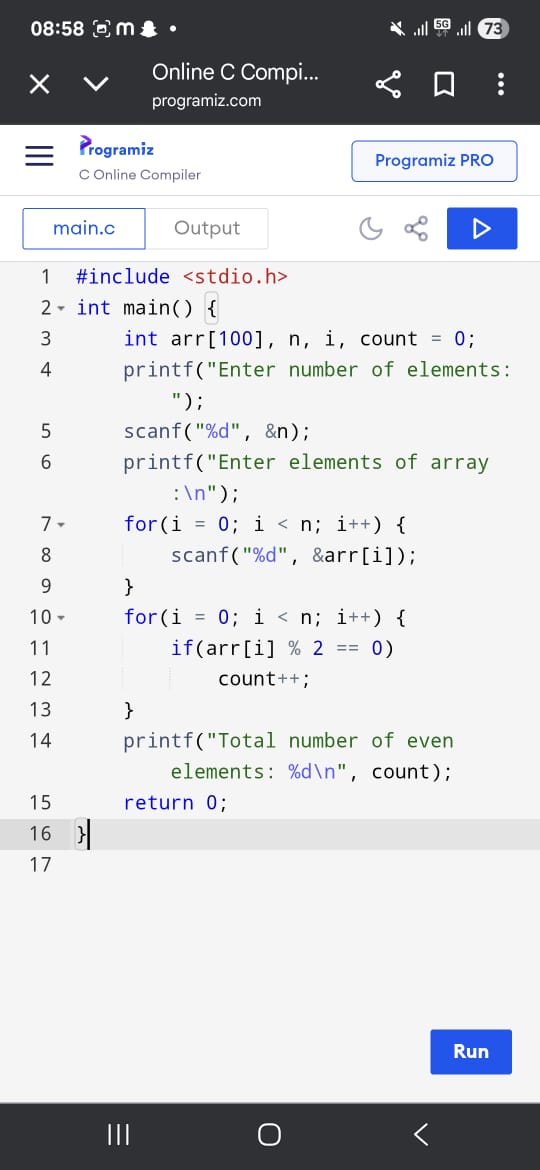 08:58
5G
73
Online C Compi...
programiz.com
Programiz
C Online Compiler
Programiz PRO
main.c
Output
1 #include <stdio.h>
2 int main() {
3     int arr[100], n, i, count = 0;
4     printf("Enter number of elements:
        ");
5     scanf("%d", &n);
6     printf("Enter elements of array
        :\n");
7     for(i = 0; i < n; i++) {
8         scanf("%d", &arr[i]);
9     }
10     for(i = 0; i < n; i++) {
11         if(arr[i] % 2 == 0)
12             count++;
13     }
14     printf("Total number of even
        elements: %d\n", count);
15     return 0;
16 }
17
Run